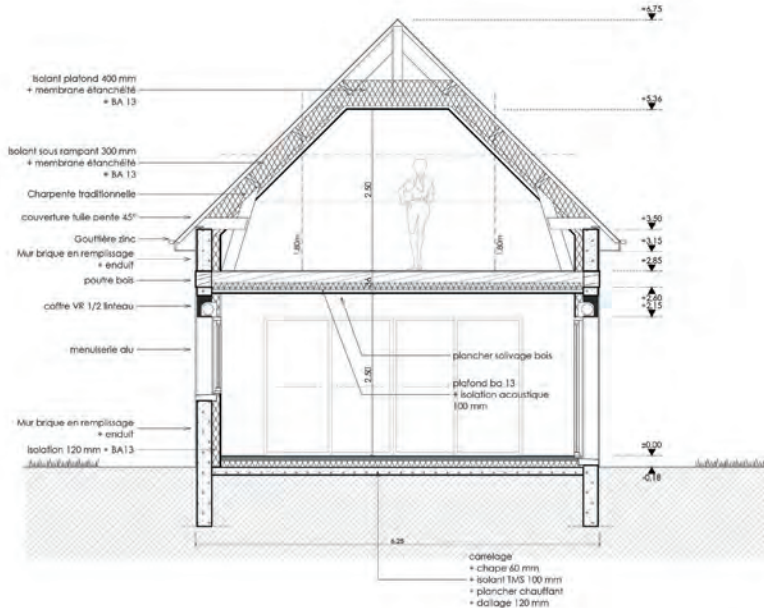 +6.75
Isolant plafond 400 mm
+ membrane étanchéité
+ BA 13
+5.36
Isolant sous rampant 300 mm
+ membrane étanchéité
+ BA 13
Charpente traditionnelle
2.50
couverture tuile pente 45°
+3.50
Gouttière zinc
1.80m
1.80m
+3.15
Mur brique en remplissage
+ enduit
+2.85
poutre bois
+2.60
coffre VR 1/2 linteau
+2.15
menuiserie alu
plancher solivage bois
2.50
plafond ba 13
+ isolation acoustique
100 mm
Mur brique en remplissage
+ enduit
Isolation 120 mm + BA13
±0.00
-0.18
6.25
carrelage
+ chape 60 mm
+ isolant TMS 100 mm
+ plancher chauffant
+ dallage 120 mm